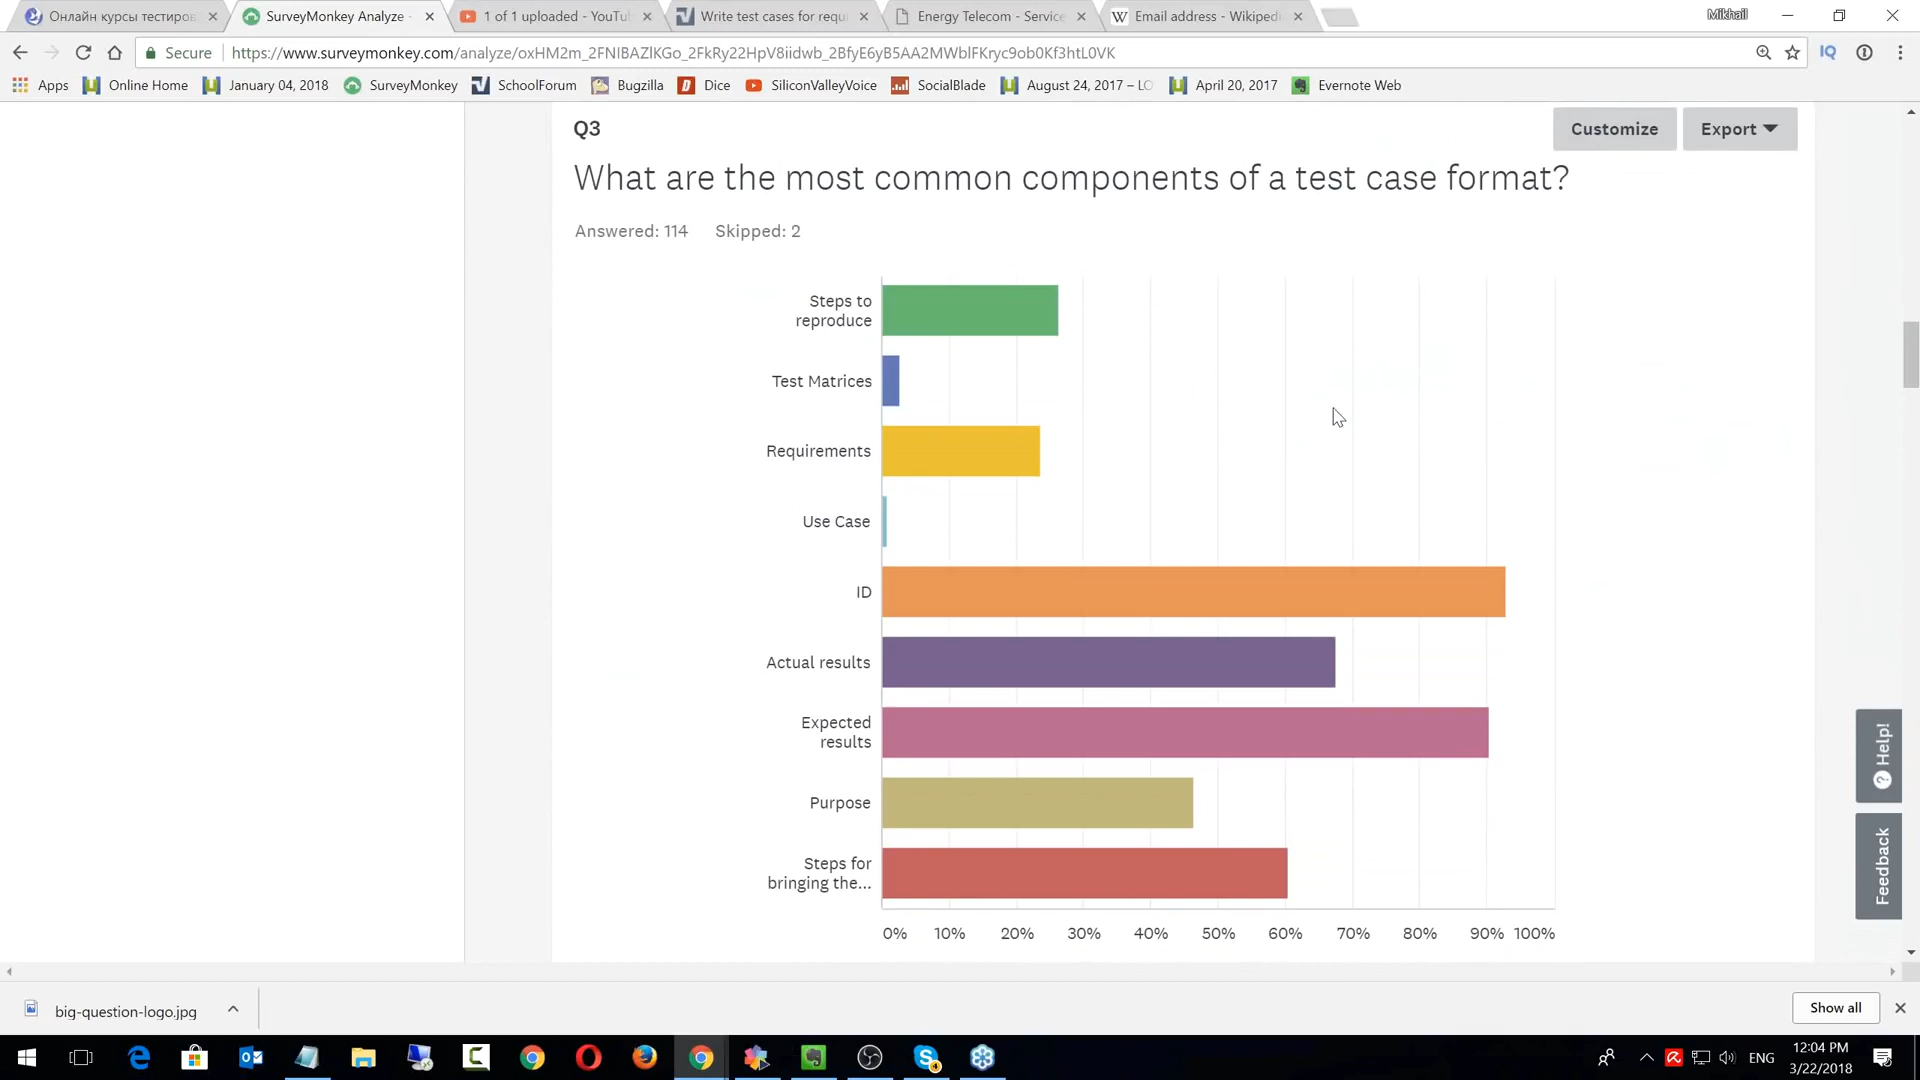 Онлайн курсы тестиров
SurveyMonkey Analyze -
1 of 1 uploaded - YouTu
Write test cases for requ
Energy Telecom - Service
Email address - Wikiped
Mikhail
Secure
https://www.surveymonkey.com/analyze/oxHM2m_2FNIBAZlKGo_2FkRy22HpV8iidwb_2BfyE6yB5AA2MWblFKryc9ob0Kf3htL0VK
Apps
Online Home
January 04, 2018
SurveyMonkey
SchoolForum
Bugzilla
Dice
SiliconValleyVoice
SocialBlade
August 24, 2017 – LO
April 20, 2017
Evernote Web
Q3
Customize
Export
What are the most common components of a test case format?
Answered: 114 Skipped: 2
Steps to
reproduce
Test Matrices
Requirements
Use Case
ID
Actual results
Expected
results
Purpose
Steps for
bringing the...
0% 10% 20% 30% 40% 50% 60% 70% 80% 90% 100%
Help!
Feedback
big-question-logo.jpg
Show all
ENG
12:04 PM
3/22/2018